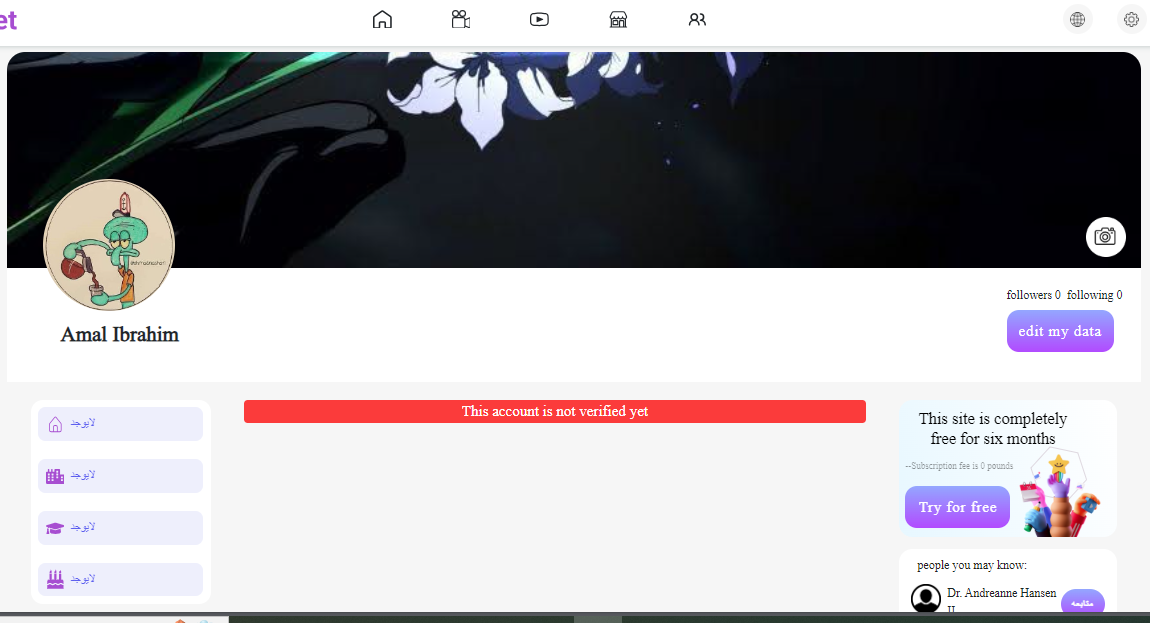 et
followers 0 following 0
edit my data
Amal Ibrahim
لايوجد
لايوجد
لايوجد
لايوجد
This account is not verified yet
This site is completely
free for six months
--Subscription fee is 0 pounds
Try for free
people you may know:
Dr. Andreanne Hansen
II
متابعه